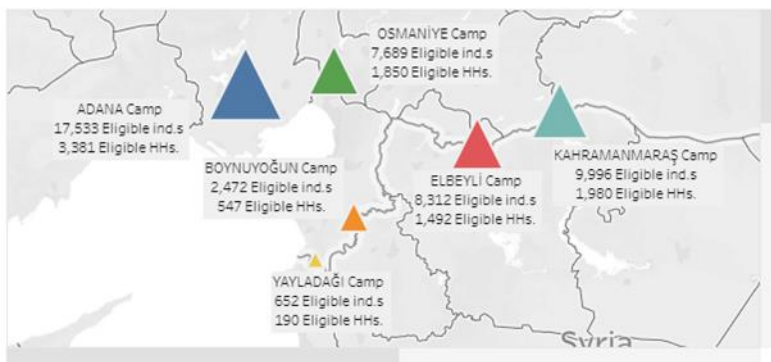 OSMANİYE Camp
7,689 Eligible ind.s
1,850 Eligible HHs.
ADANA Camp
17,533 Eligible ind.s
3,381 Eligible HHs.
BOYNUYOĞUN Camp
2,472 Eligible ind.s
547 Eligible HHs.
ELBEYLİ Camp
8,312 Eligible ind.s
1,492 Eligible HHs.
KAHRAMANMARAŞ Camp
9,996 Eligible ind.s
1,980 Eligible HHs.
YAYLADAĞI Camp
652 Eligible ind.s
190 Eligible HHs.
Syria